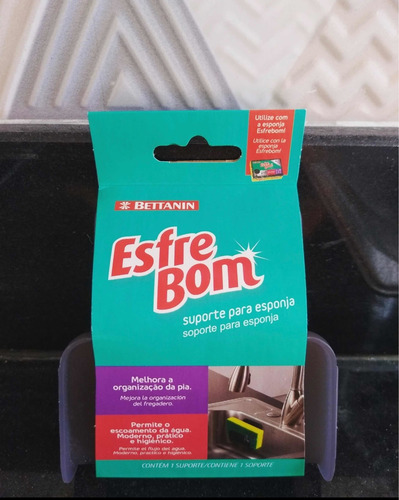 Utilize com
a esponja
Esfrebom!
Utilice con la
esponja
Esfrebom!
BETTANIN
Esfre
Bom
suporte para esponja
soporte para esponja
Melhora a
organização da pia.
Mejora la organización
del fregadero.
Permite o
escoamento da água.
Moderno, prático
e higiênico.
Permite el flujo del agua.
Moderno, practico e higiénico.
CONTÉM 1 SUPORTE/CONTIENE 1 SOPORTE